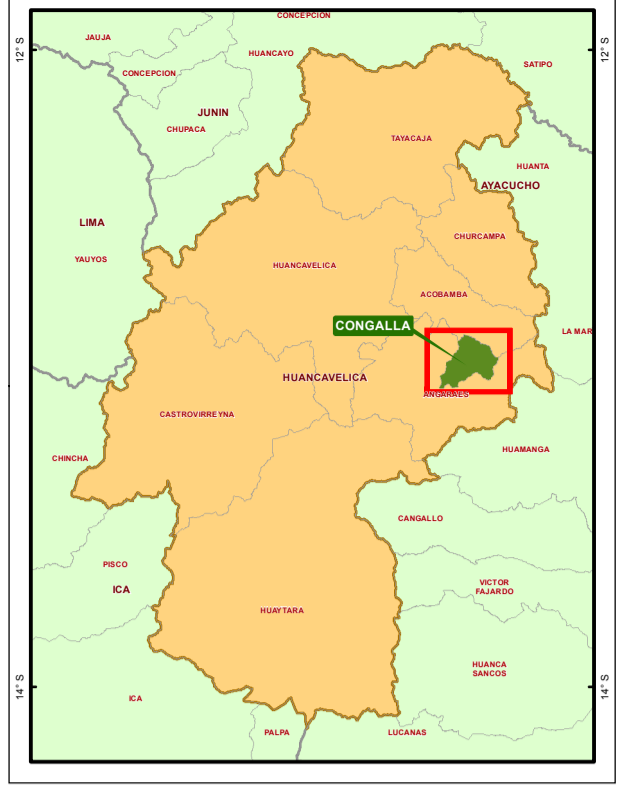 CONCEPCION
JAUJA
12° S
12° S
HUANCAYO
SATIPO
CONCEPCION
JUNIN
CHUPACA
TAYACAJA
HUANTA
AYACUCHO
LIMA
CHURCAMPA
YAUYOS
HUANCAVELICA
ACOBAMBA
CONGALLA
LA MAR
HUANCAVELICA
ANGARAES
CASTROVIRREYNA
HUAMANGA
CHINCHA
CANGALLO
PISCO
ICA
VICTOR
FAJARDO
HUAYTARA
HUANCA
SANCOS
14° S
14° S
ICA
PALPA
LUCANAS